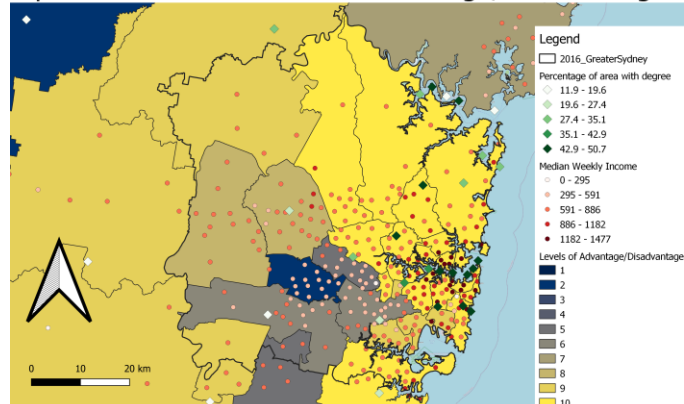 Legend
2016_GreaterSydney
Percentage of area with degree
11.9 - 19.6
19.6 - 27.4
27.4 - 35.1
35.1 - 42.9
42.9 - 50.7
Median Weekly Income
0 - 295
295 - 591
591 - 886
886 - 1182
1182 - 1477
Levels of Advantage/Disadvantage
1
2
3
4
5
6
7
8
9
10
0 10 20 km